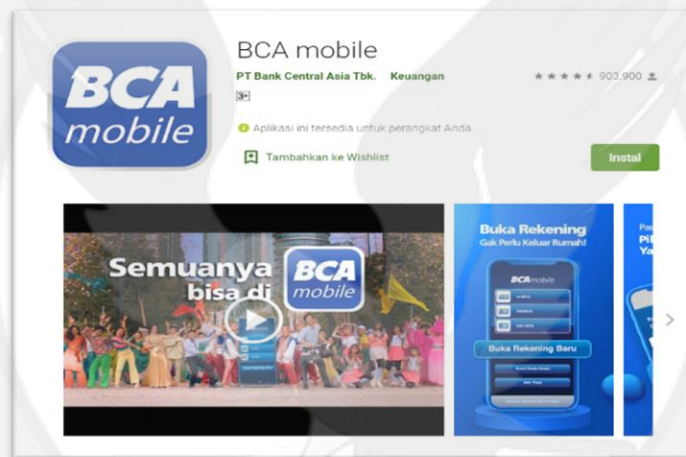 BCA
mobile
BCA mobile
PT Bank Central Asia Tbk. Keuangan
903.900
3+
Aplikasi ini tersedia untuk perangkat Anda
Tambahkan ke Wishlist
Instal
Semuanya
bisa di
BCA
mobile
Buka Rekening
Gak Perlu Keluar Rumah!
BCA mobile
m-BCA
KlikBCA
Buka Rekening Baru